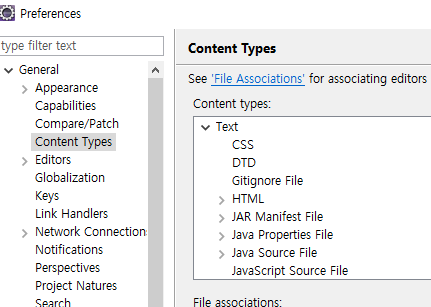 Preferences
type filter text
General
Appearance
Capabilities
Compare/Patch
Content Types
Editors
Globalization
Keys
Link Handlers
Network Connections
Notifications
Perspectives
Project Natures
Search
Content Types
See 'File Associations' for associating editors
Content types:
Text
CSS
DTD
Gitignore File
HTML
JAR Manifest File
Java Properties File
Java Source File
JavaScript Source File
File associations: